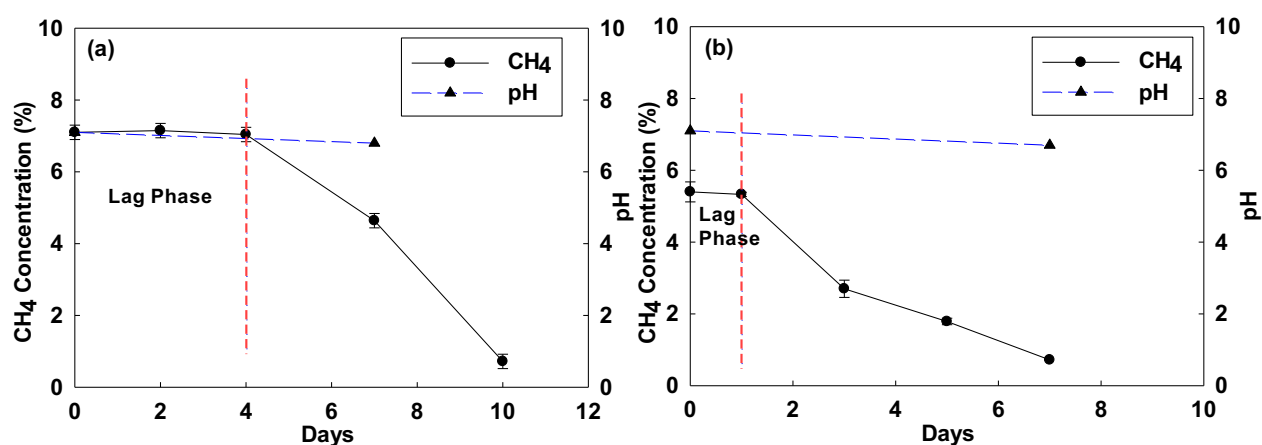 (a)
CH4
pH
10
8
6
4
2
0
CH4 Concentration (%)
Lag Phase
10
8
6
4
2
0
pH
0 2 4 6 8 10 12
Days
(b)
CH4
pH
10
8
6
4
2
0
CH4 Concentration (%)
Lag
Phase
10
8
6
4
2
0
pH
0 2 4 6 8 10
Days